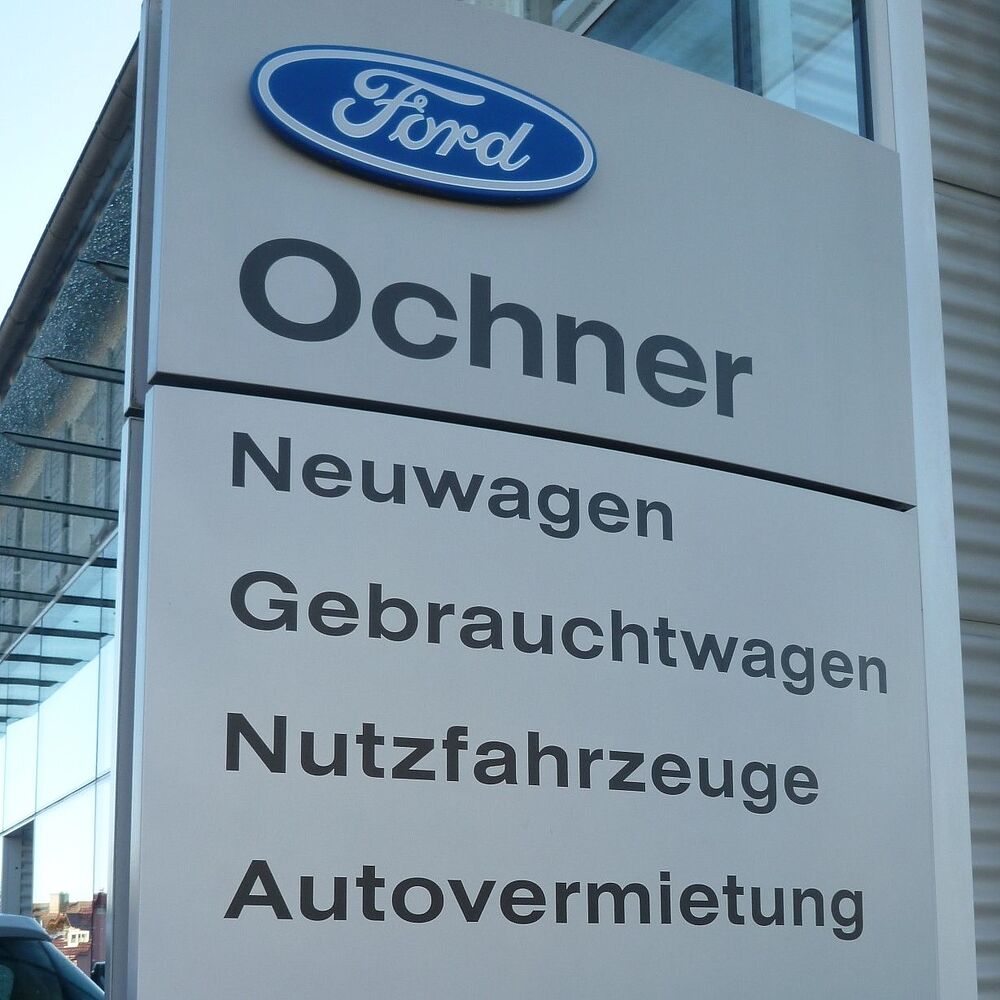 Ford
Ochner
Neuwagen
Gebrauchtwagen
Nutzfahrzeuge
Autovermietung